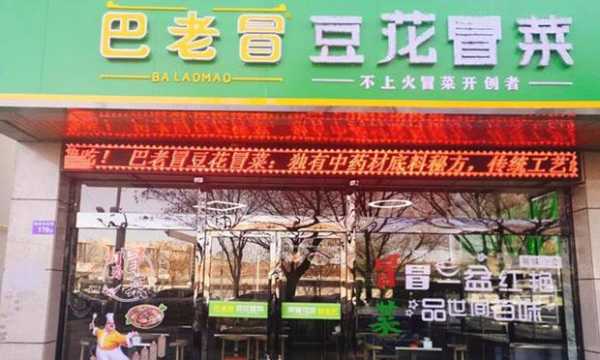 巴老冒 豆花冒菜
BA LAOMAO
不上火冒菜开创者
吃！ 巴老冒豆花冒菜：独有中药材底料秘方，传统工艺
冒菜
冒一盆红艳
品世间百味